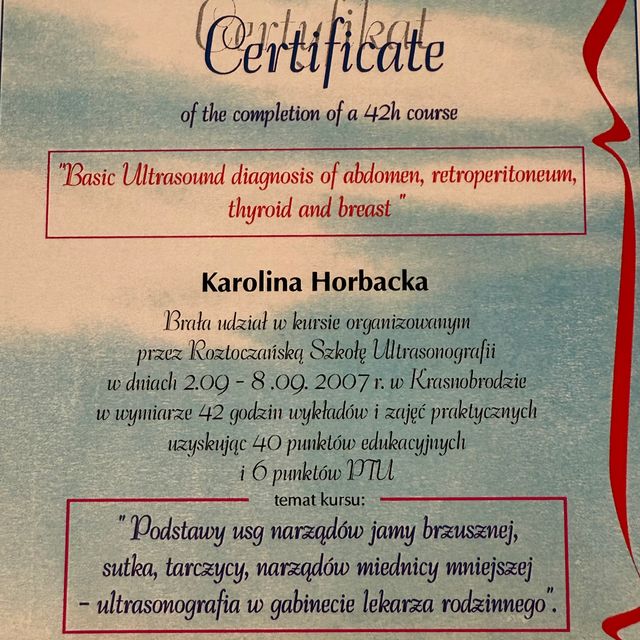 Certyfikat
Certificate
of the completion of a 42h course
"Basic Ultrasound diagnosis of abdomen, retroperitoneum,
thyroid and breast "
Karolina Horbacka
Brała udział w kursie organizowanym
przez Roztoczańską Szkołę Ultrasonografii
w dniach 2.09 - 8 .09. 2007 r. w Krasnobrodzie
w wymiarze 42 godzin wykładów i zajęć praktycznych
uzyskując 40 punktów edukacyjnych
i 6 punktów PTU
temat kursu:
" Podstawy usg narządów jamy brzusznej,
sutka, tarczycy, narządów miednicy mniejszej
- ultrasonografia w gabinecie lekarza rodzinnego".